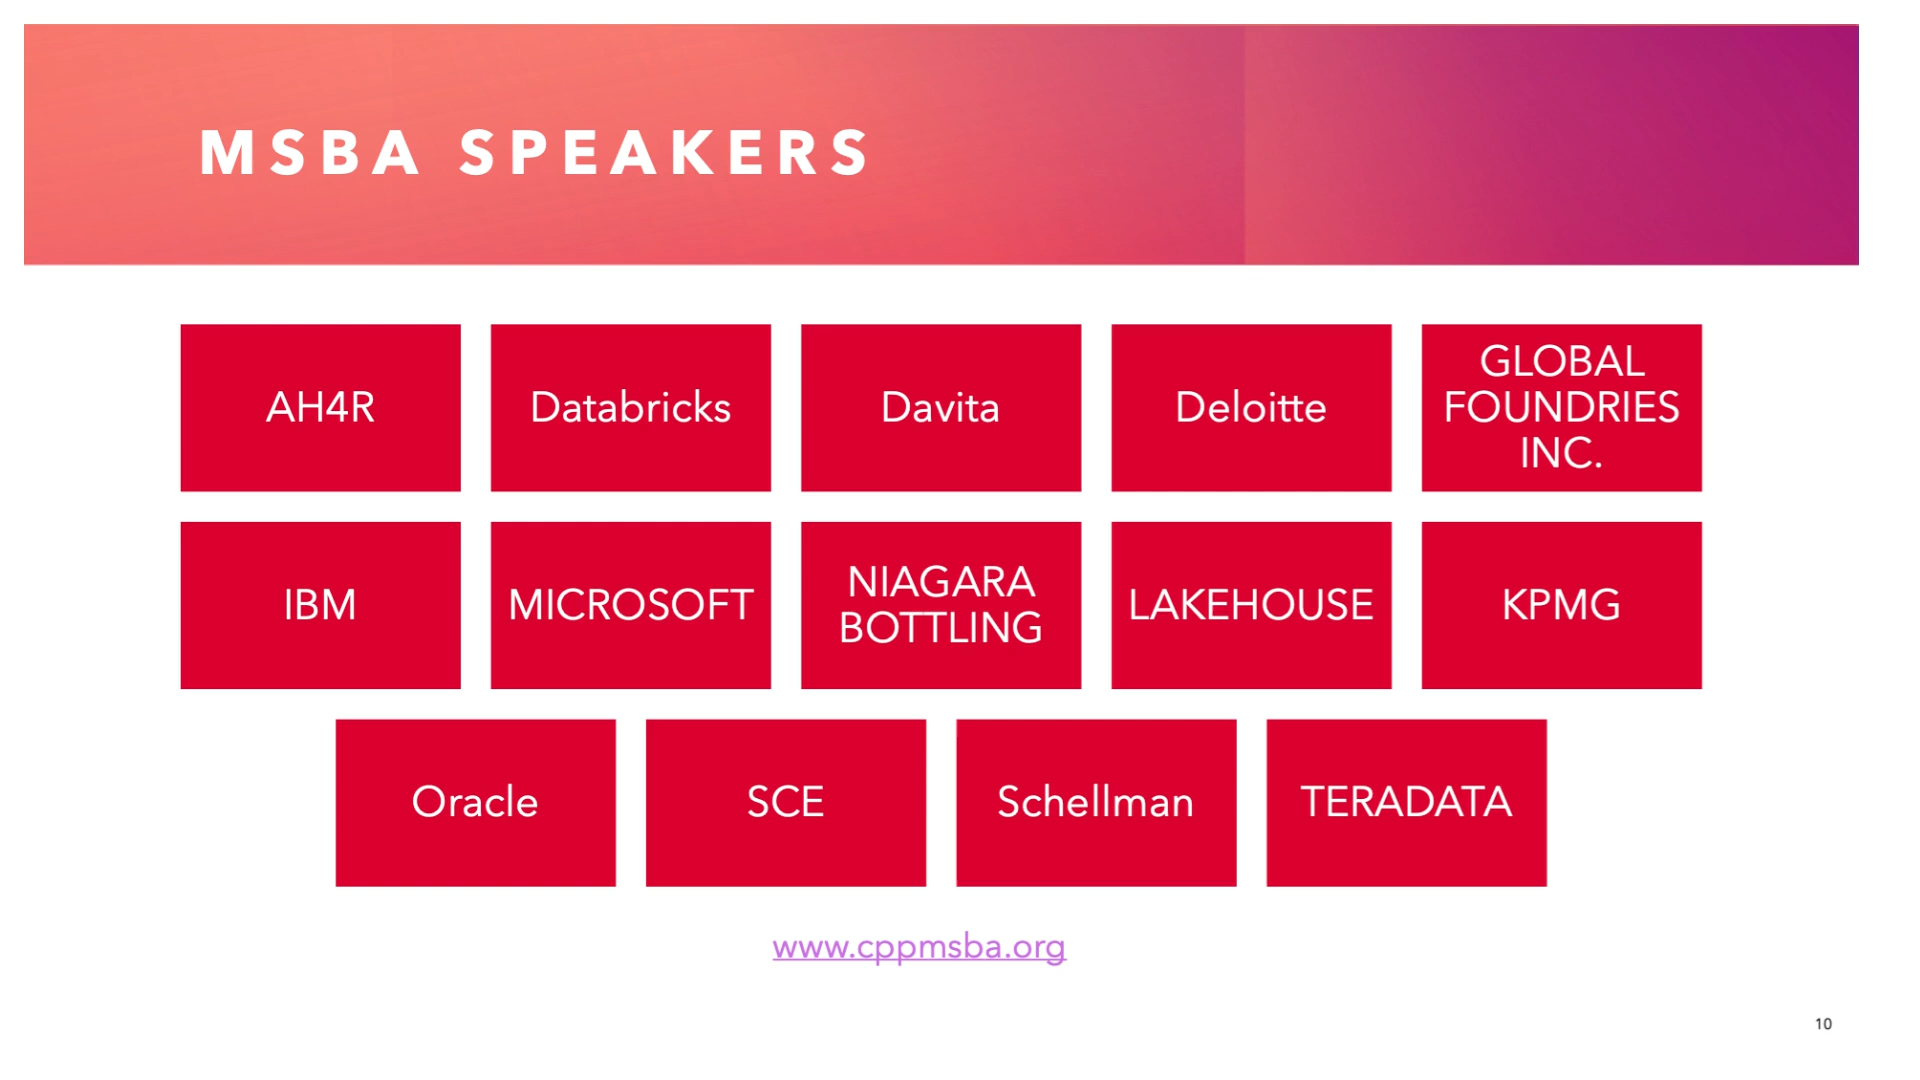 MSBA SPEAKERS
AH4R
Databricks
Davita
Deloitte
GLOBAL
FOUNDRIES
INC.
IBM
MICROSOFT
NIAGARA
BOTTLING
LAKEHOUSE
KPMG
Oracle
SCE
Schellman
TERADATA
www.cppmsba.org
10